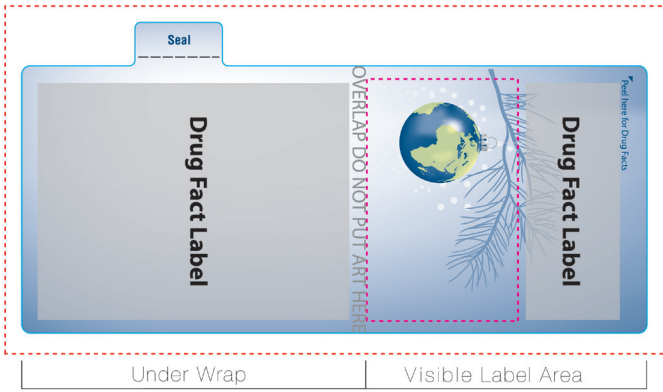 Seal
Drug Fact Label
OVERLAP DO NOT PUT ART HERE
Drug Fact Label
Peel here for Drug Facts
Under Wrap
Visible Label Area